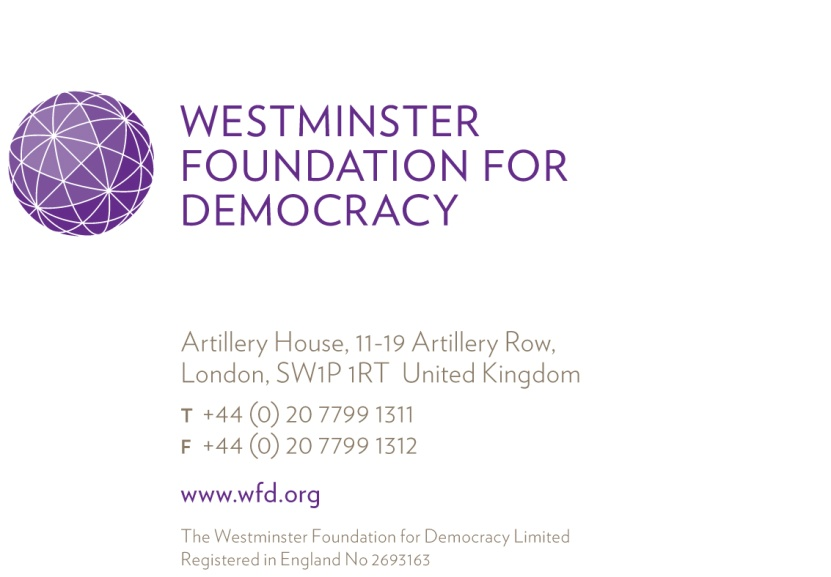 WESTMINSTER
FOUNDATION FOR
DEMOCRACY
Artillery House, 11-19 Artillery Row,
London, SW1P 1RT United Kingdom
T +44 (0) 20 7799 1311
F +44 (0) 20 7799 1312
www.wfd.org
The Westminster Foundation for Democracy Limited
Registered in England No 2693163